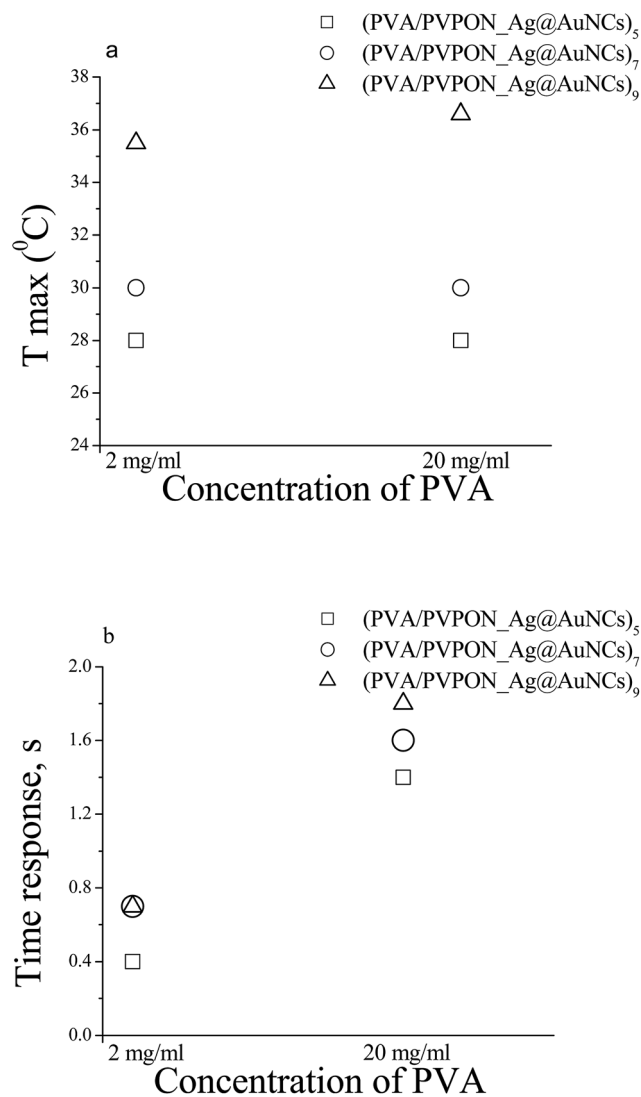 a
(PVA/PVPON_Ag@AuNCs)5
(PVA/PVPON_Ag@AuNCs)7
(PVA/PVPON_Ag@AuNCs)9
38
36
34
32
30
28
26
24
T max (⁰C)
2 mg/ml 20 mg/ml
Concentration of PVA
b
(PVA/PVPON_Ag@AuNCs)5
(PVA/PVPON_Ag@AuNCs)7
(PVA/PVPON_Ag@AuNCs)9
2.0
1.6
1.2
0.8
0.4
0.0
Time response, s
2 mg/ml 20 mg/ml
Concentration of PVA